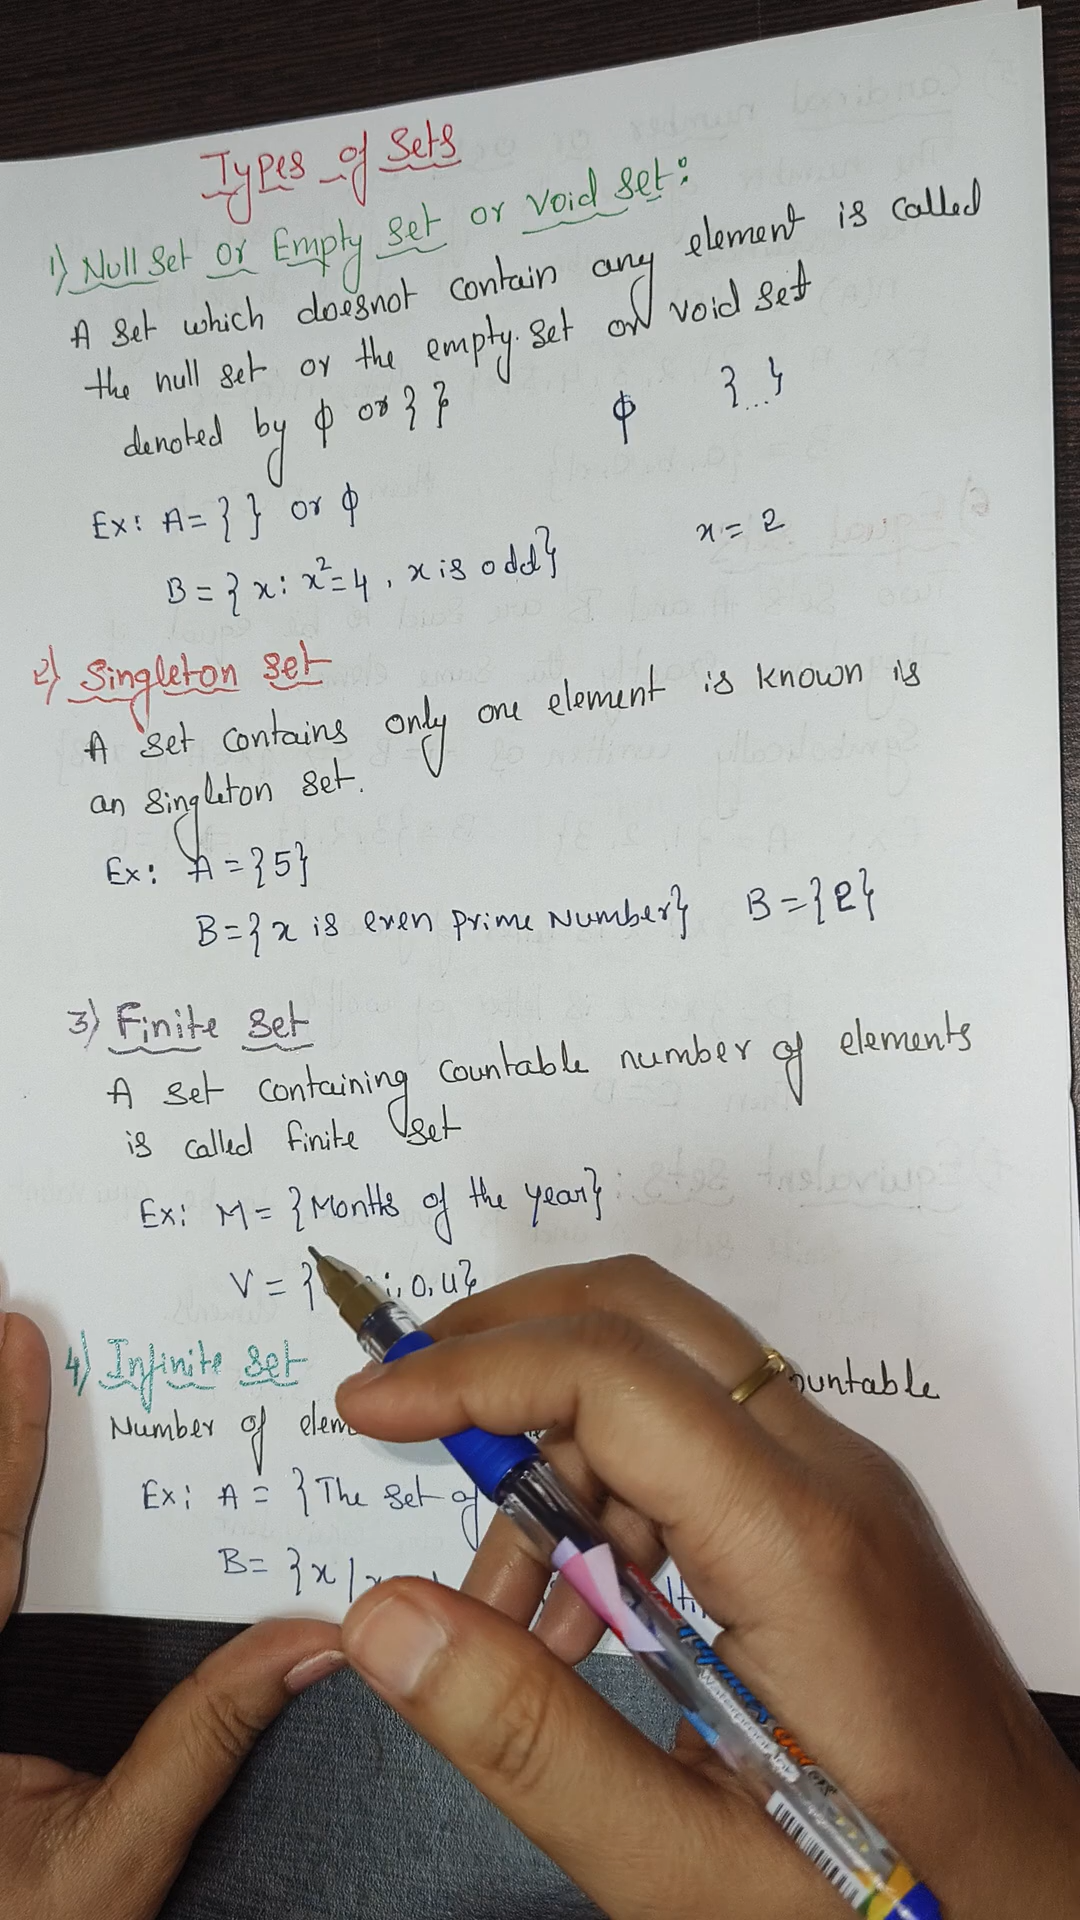 Types of Sets
1) Null Set or Empty Set or Void Set:
A Set which doesnot contain any element is called
the null set or the empty set or void set
denoted by ϕ or { }
ϕ { ... }
Ex: A = { } or ϕ
x = 2
B = { x : x² = 4 , x is odd}
2) Singleton Set
A Set contains only one element is known is
an Singleton Set.
Ex: A = {5}
B = { x is even prime Number} B = {2}
3) Finite Set
A Set containing countable number of elements
is called finite set
Ex: M = {Months of the year}
V = { i, o, u}
4) Infinite Set
Number of
Ex: A = {The Set of
B = {x /
Waterproof Ink